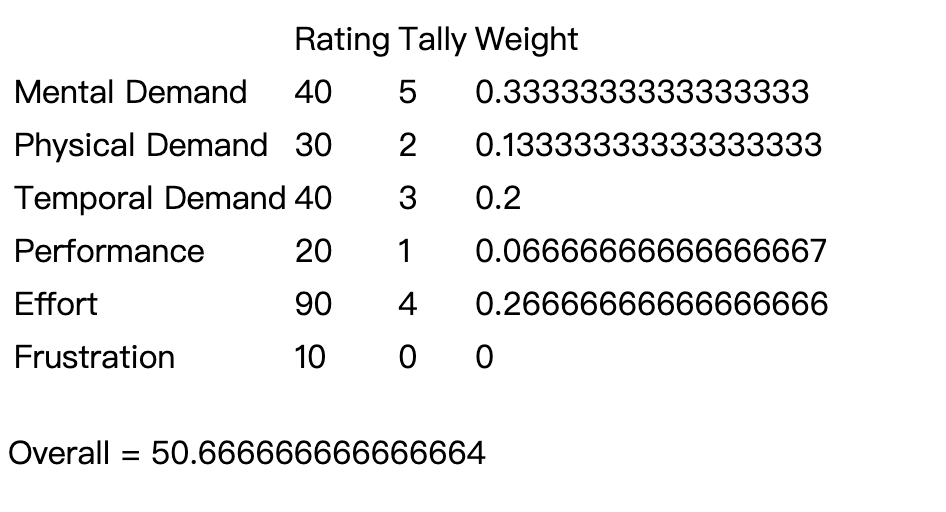 Rating Tally Weight
Mental Demand 40 5 0.3333333333333333
Physical Demand 30 2 0.13333333333333333
Temporal Demand 40 3 0.2
Performance 20 1 0.06666666666666667
Effort 90 4 0.26666666666666666
Frustration 10 0 0
Overall = 50.666666666666664